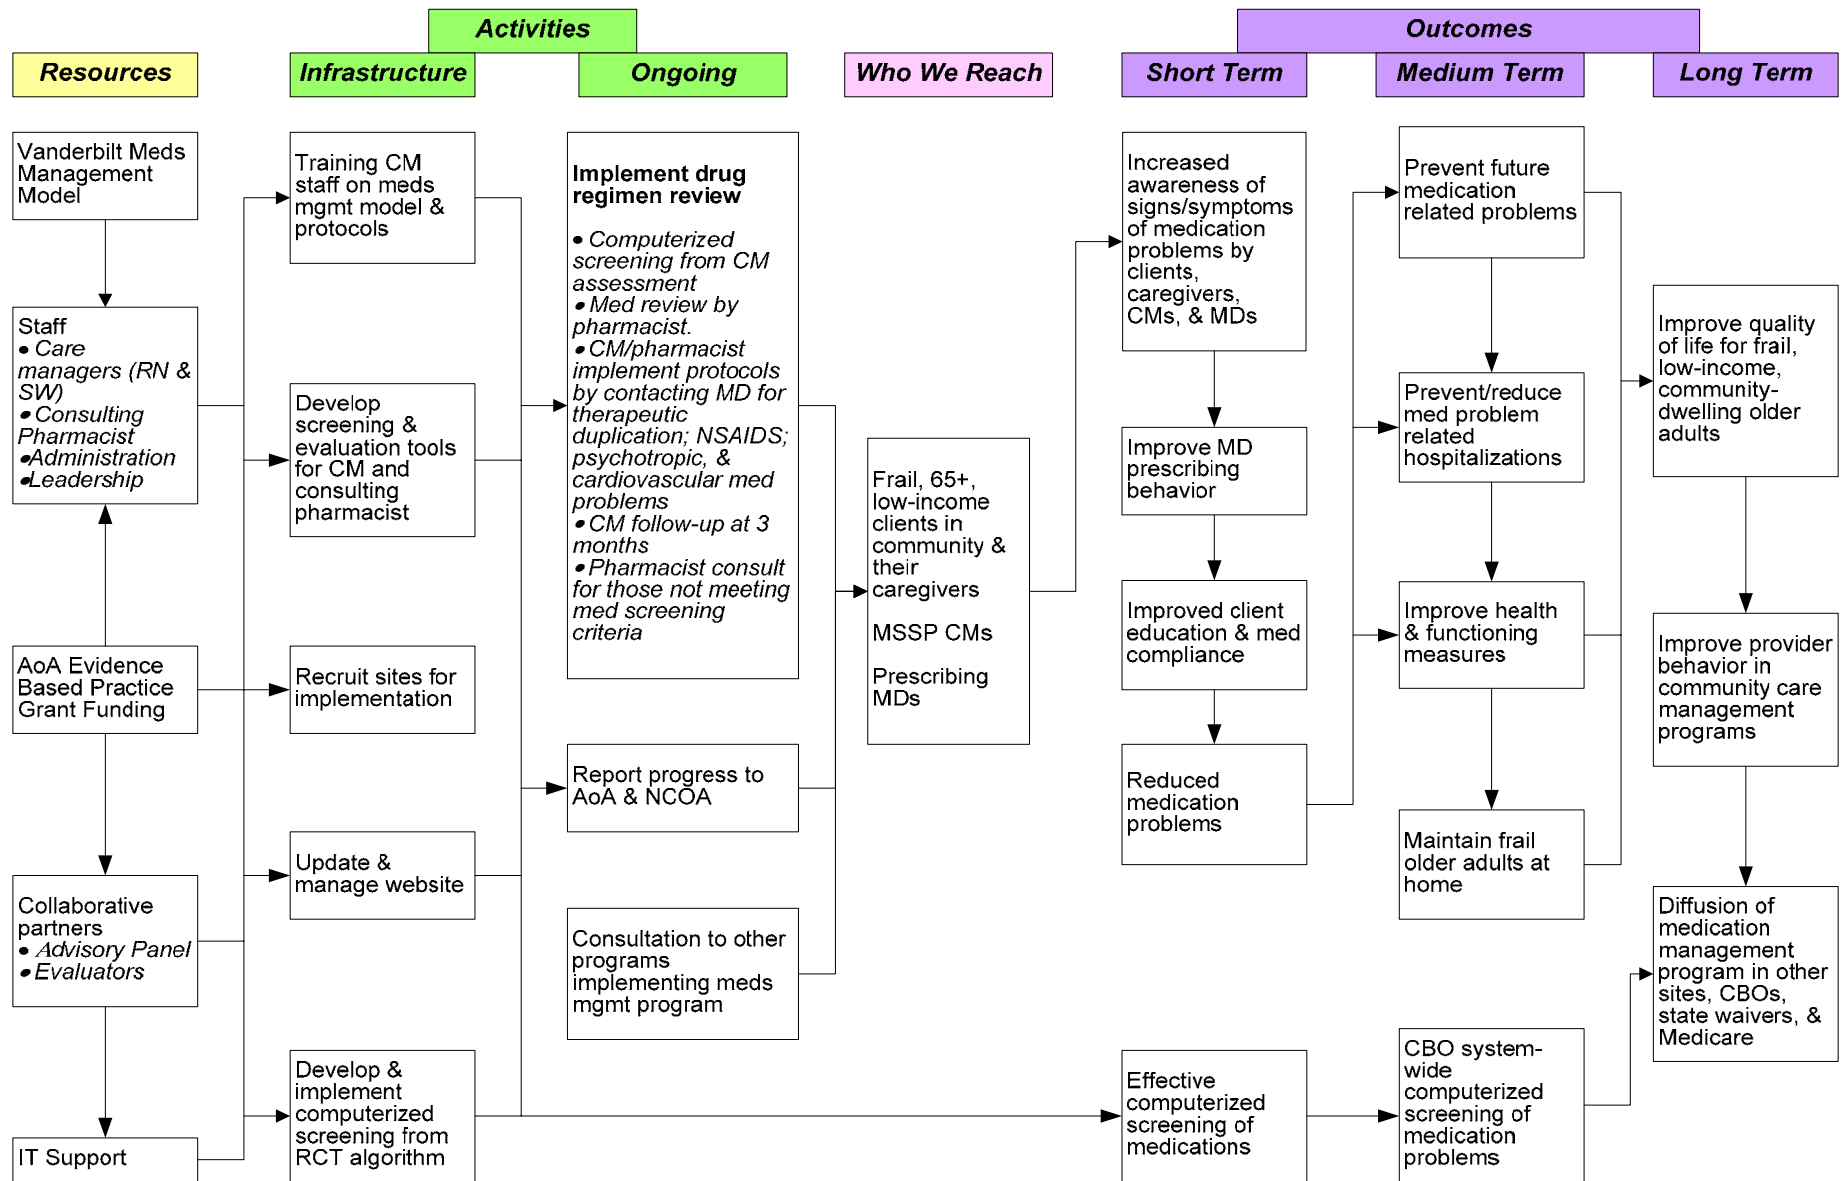 Activities
Outcomes
Resources
Infrastructure
Ongoing
Who We Reach
Short Term
Medium Term
Long Term
Vanderbilt Meds
Management
Model
Staff
• Care
managers (RN &
SW)
• Consulting
Pharmacist
•Administration
•Leadership
AoA Evidence
Based Practice
Grant Funding
Collaborative
partners
• Advisory Panel
• Evaluators
IT Support
Training CM
staff on meds
mgmt model &
protocols
Develop
screening &
evaluation tools
for CM and
consulting
pharmacist
Recruit sites for
implementation
Update &
manage website
Develop &
implement
computerized
screening from
RCT algorithm
Implement drug
regimen review
• Computerized
screening from CM
assessment
• Med review by
pharmacist.
• CM/pharmacist
implement protocols
by contacting MD for
therapeutic
duplication; NSAIDS;
psychotropic, &
cardiovascular med
problems
• CM follow-up at 3
months
• Pharmacist consult
for those not meeting
med screening
criteria
Report progress to
AoA & NCOA
Consultation to other
programs
implementing meds
mgmt program
Frail, 65+,
low-income
clients in
community &
their
caregivers
MSSP CMs
Prescribing
MDs
Increased
awareness of
signs/symptoms
of medication
problems by
clients,
caregivers,
CMs, & MDs
Improve MD
prescribing
behavior
Improved client
education & med
compliance
Reduced
medication
problems
Effective
computerized
screening of
medications
Prevent future
medication
related problems
Prevent/reduce
med problem
related
hospitalizations
Improve health
& functioning
measures
Maintain frail
older adults at
home
CBO system-
wide
computerized
screening of
medication
problems
Improve quality
of life for frail,
low-income,
community-
dwelling older
adults
Improve provider
behavior in
community care
management
programs
Diffusion of
medication
management
program in other
sites, CBOs,
state waivers, &
Medicare